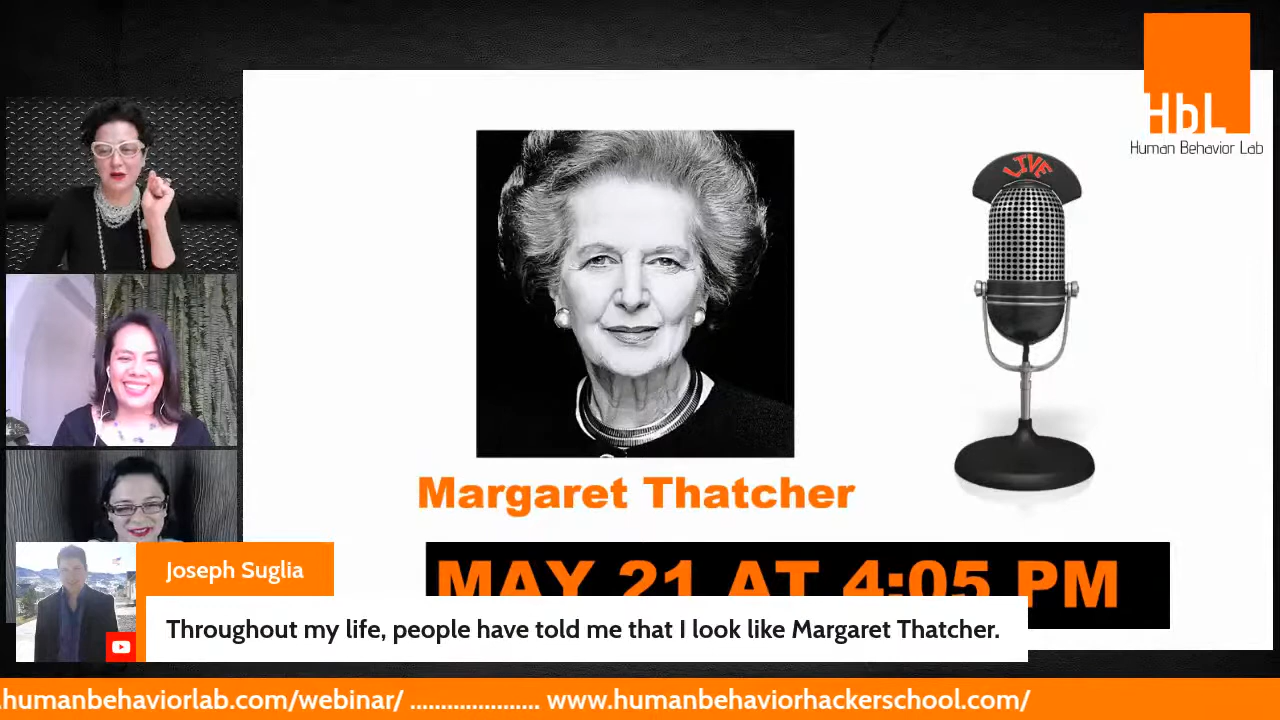 HbL
Human Behavior Lab
LIVE
Margaret Thatcher
MAY 21 AT 4:05 PM
Joseph Suglia
Throughout my life, people have told me that I look like Margaret Thatcher.
.humanbehaviorlab.com/webinar/ ..................... www.humanbehaviorhackerschool.com/